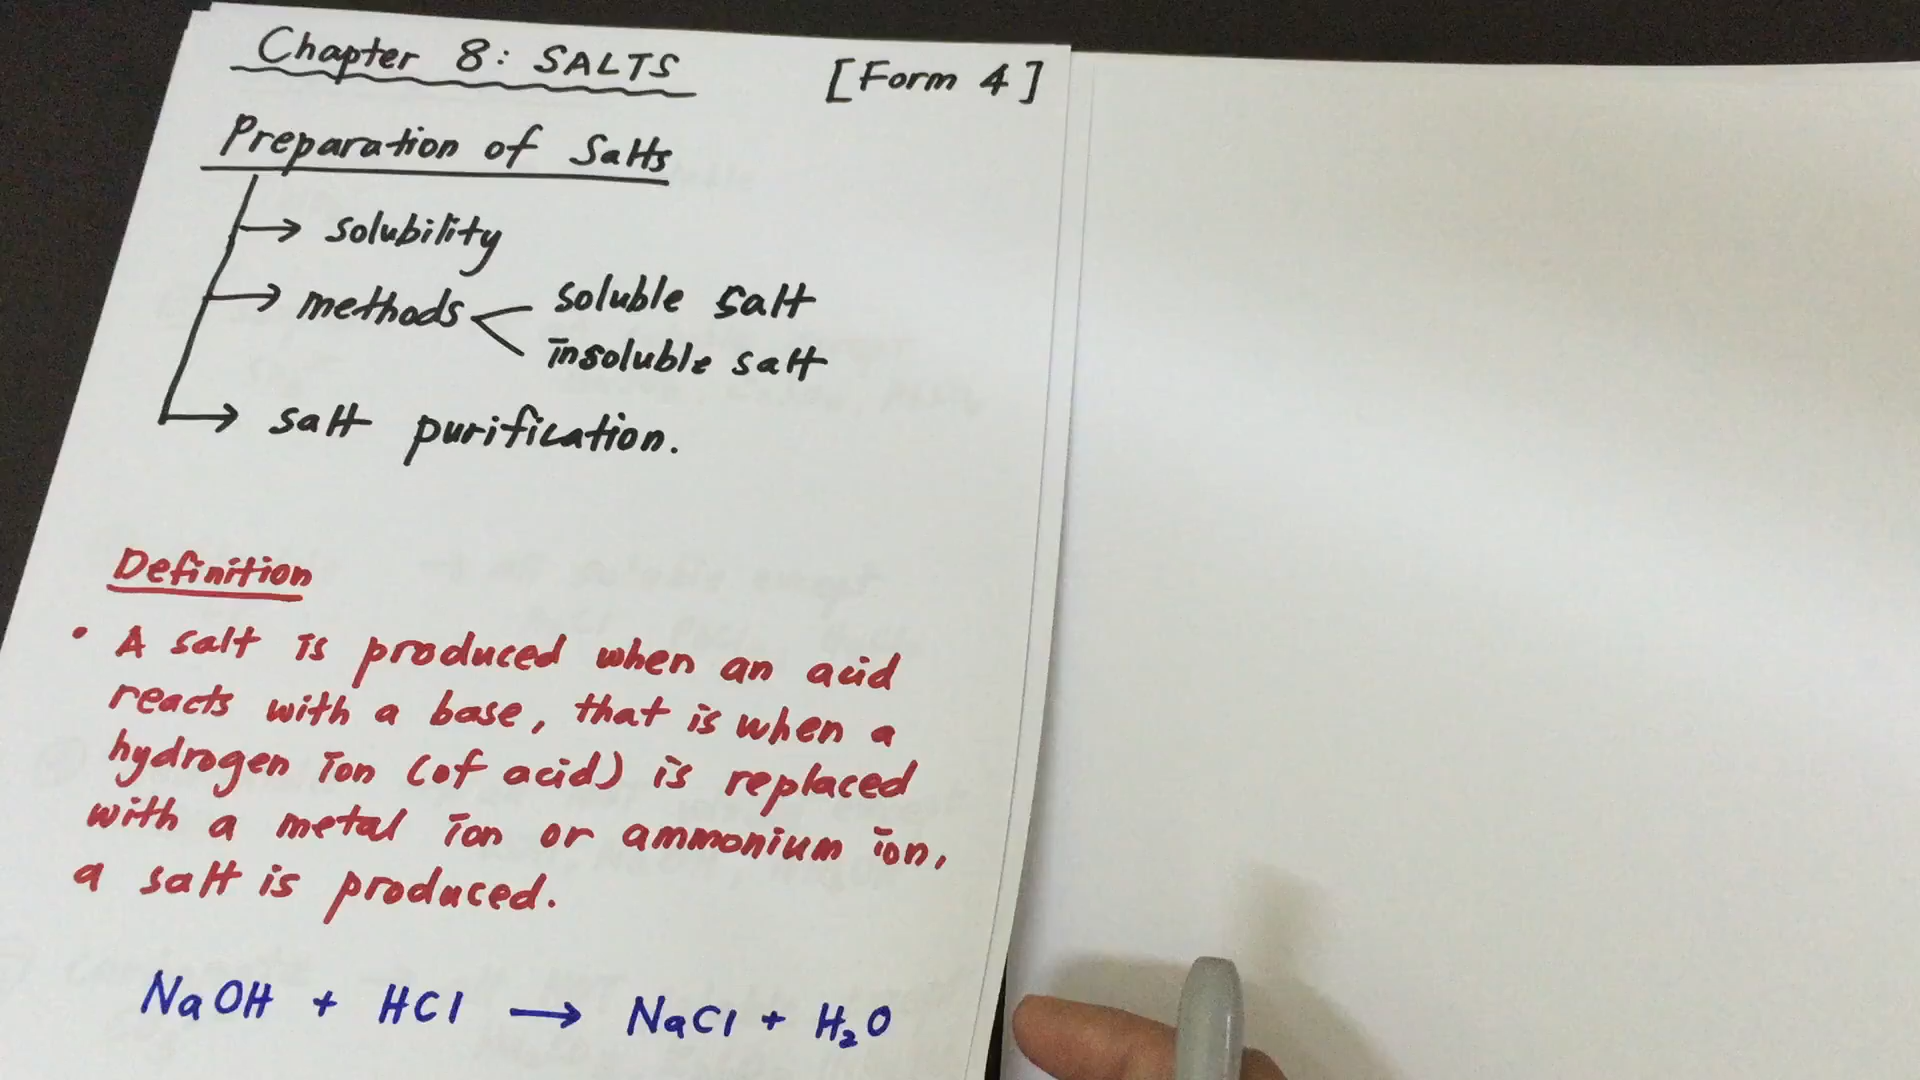 Chapter 8: SALTS [Form 4]
Preparation of Salts
→ solubility
→ methods < soluble salt
insoluble salt
→ salt purification.
Definition
• A salt is produced when an acid
reacts with a base, that is when a
hydrogen ion (of acid) is replaced
with a metal ion or ammonium ion,
a salt is produced.
NaOH + HCl → NaCl + H₂O